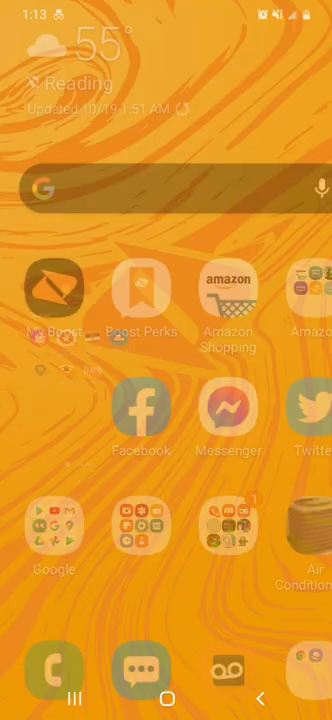 1:13
55°
Reading
Updated 10/19 1:51 AM
G
amazon
My Boost
Boost Perks
Amazon
Shopping
Amazo
Facebook
Messenger
Twitte
1
Google
Air
Condition